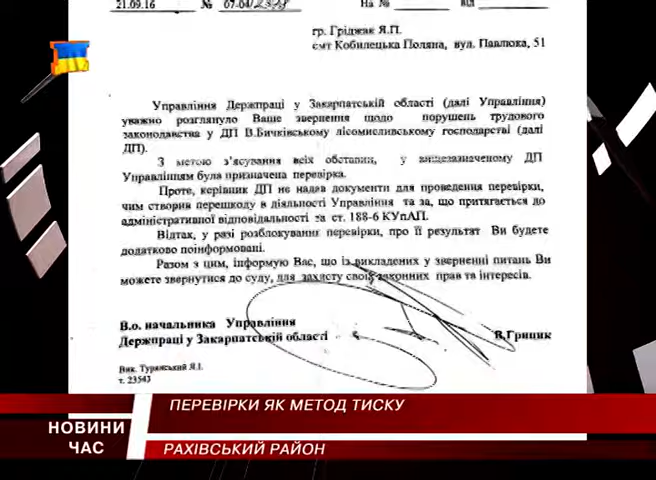 21.09.16 № 07-04/ На № від
гр. Гріджак Я.П.
смт Кобилецька Поляна, вул. Павлюка, 51
Управління Держпраці у Закарпатській області (далі Управління)
уважно розглянуло Ваше звернення щодо порушень трудового
законодавства у ДП В.Бичківському лісомисливському господарстві (далі
ДП).
З метою з'ясування всіх обставин, у вищезазначеному ДП
Управлінням була призначена перевірка.
Проте, керівник ДП не надав документи для проведення перевірки,
чим створив перешкоду в діяльності Управління та за, що притягається до
адміністративної відповідальності за ст. 188-6 КУпАП.
Відтак, у разі розблокування перевірки, про її результат Ви будете
додатково поінформовані.
Разом з цим, інформую Вас, що із викладених у зверненні питань Ви
можете звернутися до суду, для захисту своїх законних прав та інтересів.
В.о. начальника Управління
Держпраці у Закарпатській області В.Грицик
Вик. Турянський Я.І.
т. 23543
ПЕРЕВІРКИ ЯК МЕТОД ТИСКУ
НОВИНИ
ЧАС
РАХІВСЬКИЙ РАЙОН